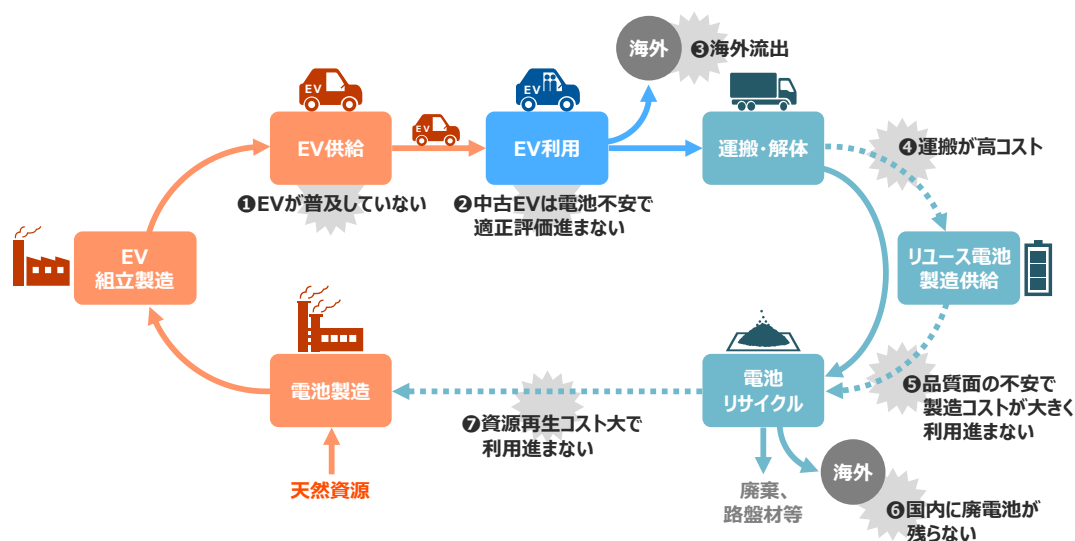 海外
❸海外流出
EV
EV
EV
EV供給
EV利用
運搬・解体
❹運搬が高コスト
❶EVが普及していない
❷中古EVは電池不安で
適正評価進まない
EV
組立製造
リユース電池
製造供給
電池製造
電池
リサイクル
❺品質面の不安で
製造コストが大きく
利用進まない
❼資源再生コスト大で
利用進まない
天然資源
廃棄、
路盤材等
海外
❻国内に廃電池が
残らない